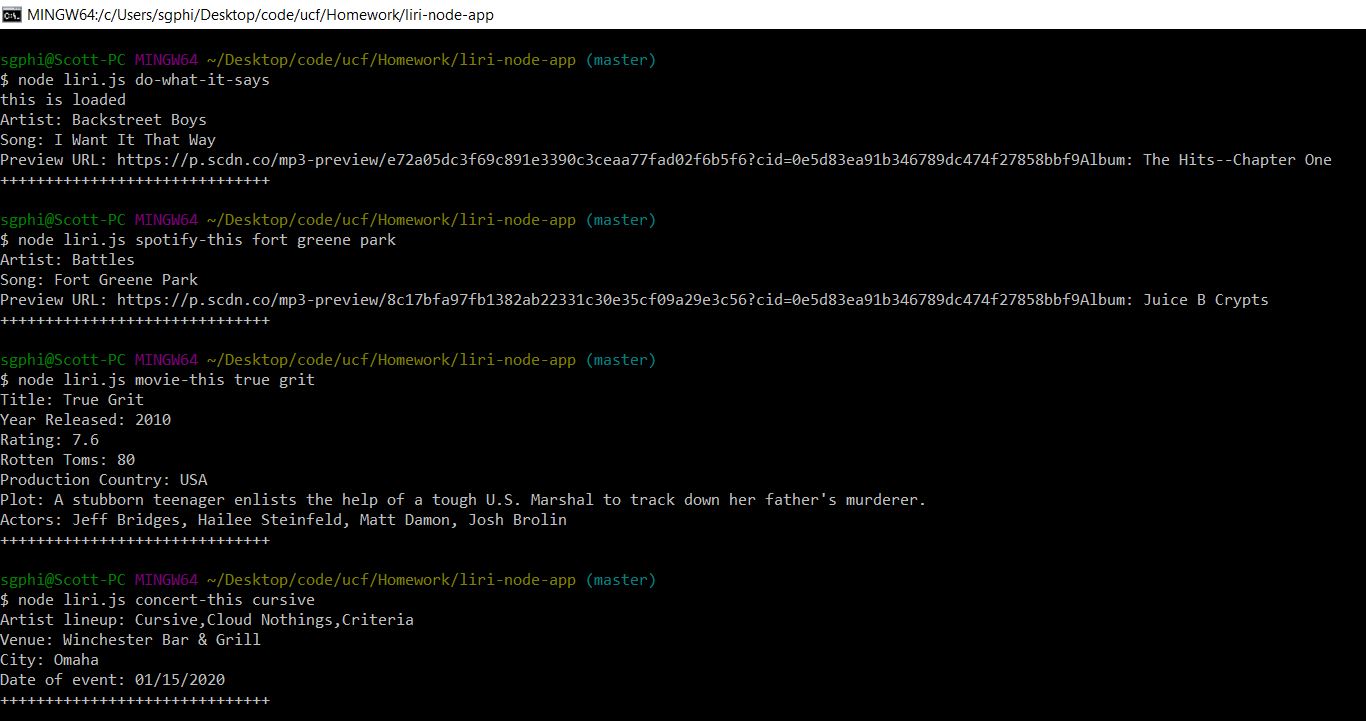 MINGW64:/c/Users/sgphi/Desktop/code/ucf/Homework/liri-node-app
sgphi@Scott-PC MINGW64 ~/Desktop/code/ucf/Homework/liri-node-app (master)
$ node liri.js do-what-it-says
this is loaded
Artist: Backstreet Boys
Song: I Want It That Way
Preview URL: https://p.scdn.co/mp3-preview/e72a05dc3f69c891e3390c3ceaa77fad02f6b5f6?cid=0e5d83ea91b346789dc474f27858bbf9Album: The Hits--Chapter One
++++++++++++++++++++++++++++++
sgphi@Scott-PC MINGW64 ~/Desktop/code/ucf/Homework/liri-node-app (master)
$ node liri.js spotify-this fort greene park
Artist: Battles
Song: Fort Greene Park
Preview URL: https://p.scdn.co/mp3-preview/8c17bfa97fb1382ab22331c30e35cf09a29e3c56?cid=0e5d83ea91b346789dc474f27858bbf9Album: Juice B Crypts
++++++++++++++++++++++++++++++
sgphi@Scott-PC MINGW64 ~/Desktop/code/ucf/Homework/liri-node-app (master)
$ node liri.js movie-this true grit
Title: True Grit
Year Released: 2010
Rating: 7.6
Rotten Toms: 80
Production Country: USA
Plot: A stubborn teenager enlists the help of a tough U.S. Marshal to track down her father's murderer.
Actors: Jeff Bridges, Hailee Steinfeld, Matt Damon, Josh Brolin
++++++++++++++++++++++++++++++
sgphi@Scott-PC MINGW64 ~/Desktop/code/ucf/Homework/liri-node-app (master)
$ node liri.js concert-this cursive
Artist lineup: Cursive,Cloud Nothings,Criteria
Venue: Winchester Bar & Grill
City: Omaha
Date of event: 01/15/2020
++++++++++++++++++++++++++++++